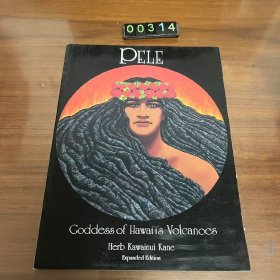 00314
PELE
Goddess of Hawai'i's Volcanoes
Herb Kawainui Kane
Expanded Edition